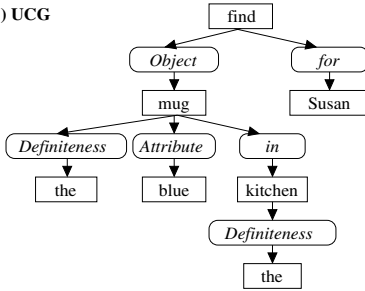 ) UCG
find
Object for
mug Susan
Definiteness Attribute in
the blue kitchen
Definiteness
the